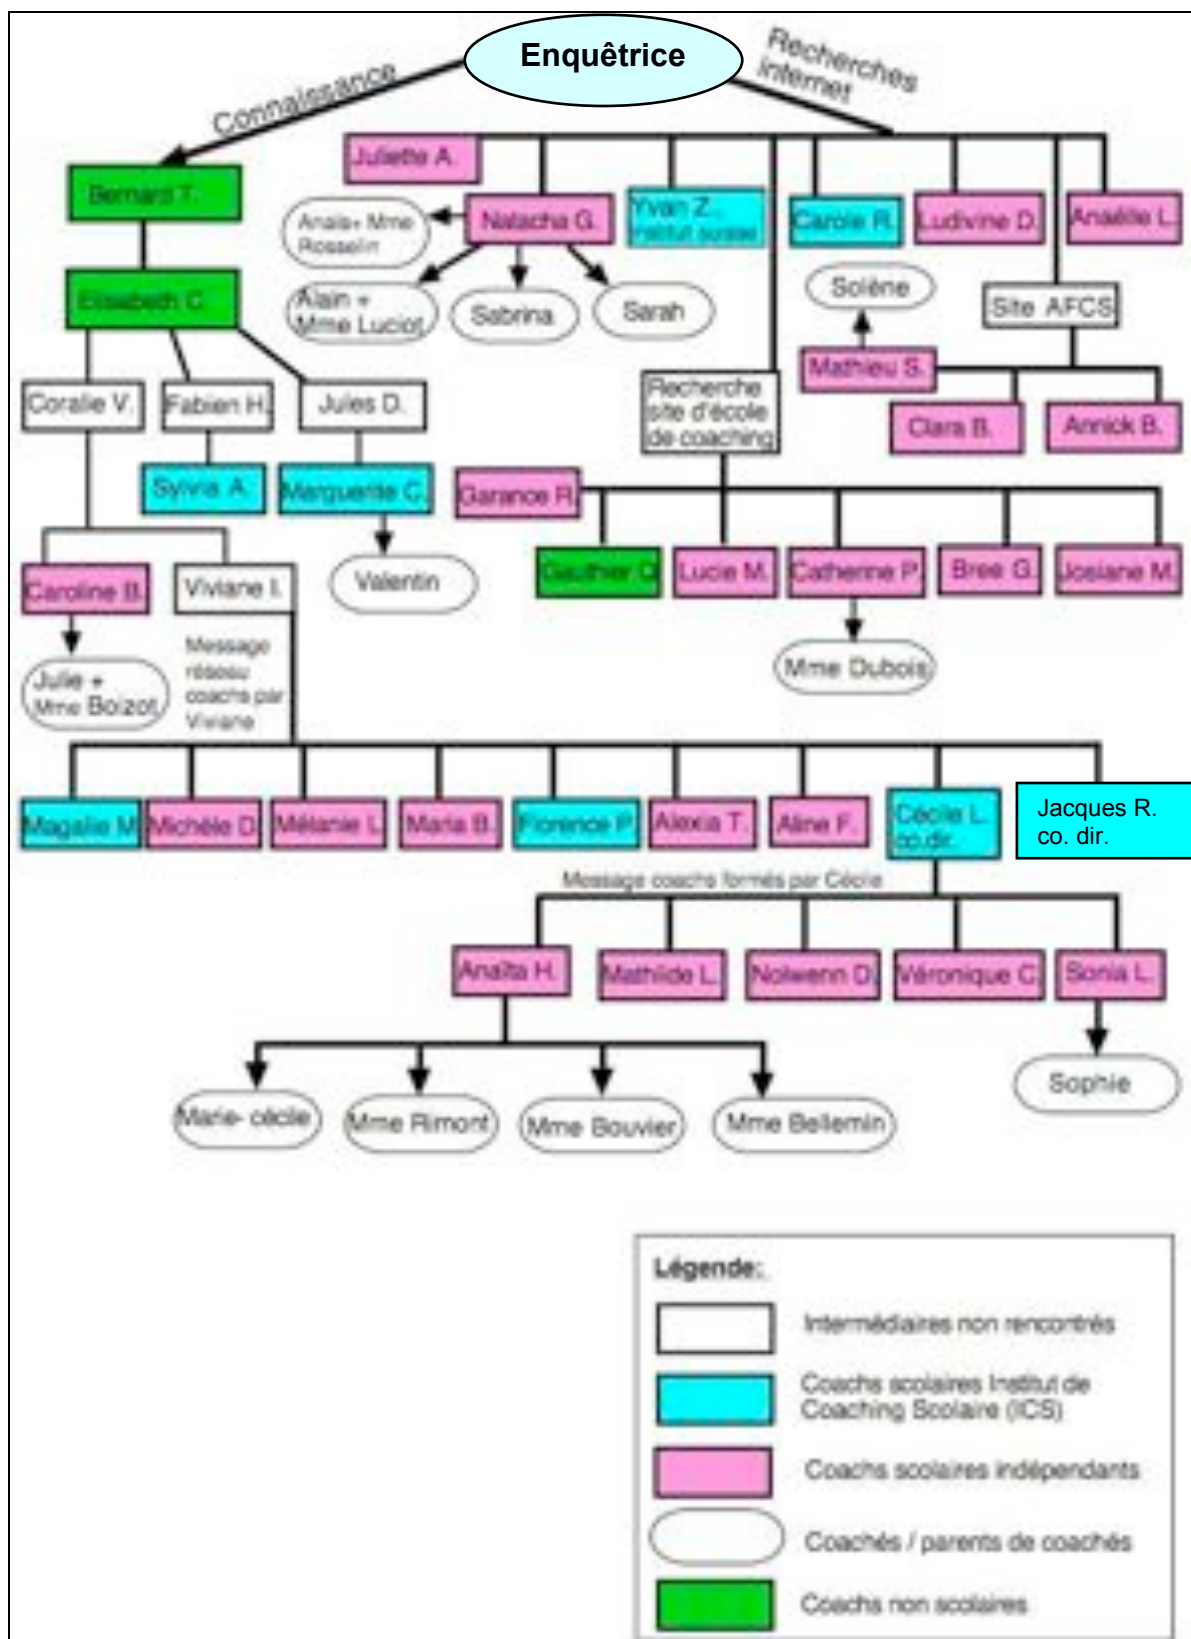 Enquêtrice
Connaissance
Recherches
internet
Juliette A.
Bernard T.
Anaïs+ Mme
Rosselin
Natacha G.
Yvan Z.,
institut suisse
Carole R.
Ludivine D.
Anaëlle L.
Elisabeth C.
Alain +
Mme Luciot
Sabrina
Sarah
Solène
Site AFCS
Coralie V.
Fabien H.
Jules D.
Recherche
site d'école
de coaching
Mathieu S.
Clara B.
Annick B.
Sylvia A.
Marguerite C.
Garance R.
Valentin
Gauthier O
Lucie M.
Catherine P.
Bree G.
Josiane M.
Caroline B.
Viviane I.
Message
réseau
coachs par
Viviane
Julie +
Mme Boizot
Mme Dubois
Magalie M
Michèle D.
Mélanie L.
Maria B.
Florence P.
Alexia T.
Aline F.
Cécile L.
co.dir.
Jacques R.
co. dir.
Message coachs formés par Cécile
Anaïta H.
Mathilde L.
Nolwenn D.
Véronique C.
Sonia L.
Marie- cécile
Mme Rimont
Mme Bouvier
Mme Bellemin
Sophie
Légende:
Intermédiaires non rencontrés
Coachs scolaires Institut de
Coaching Scolaire (ICS)
Coachs scolaires indépendants
Coachés / parents de coachés
Coachs non scolaires